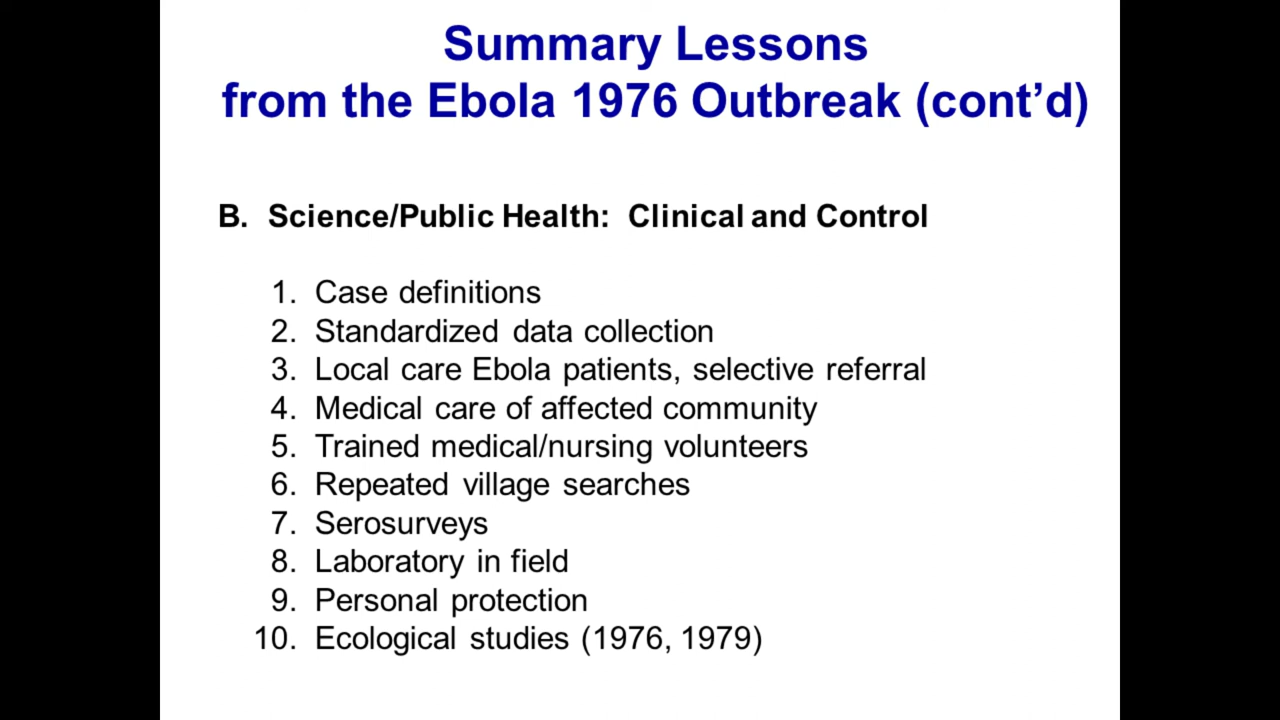 Summary Lessons
from the Ebola 1976 Outbreak (cont’d)
B. Science/Public Health: Clinical and Control
1. Case definitions
2. Standardized data collection
3. Local care Ebola patients, selective referral
4. Medical care of affected community
5. Trained medical/nursing volunteers
6. Repeated village searches
7. Serosurveys
8. Laboratory in field
9. Personal protection
10. Ecological studies (1976, 1979)